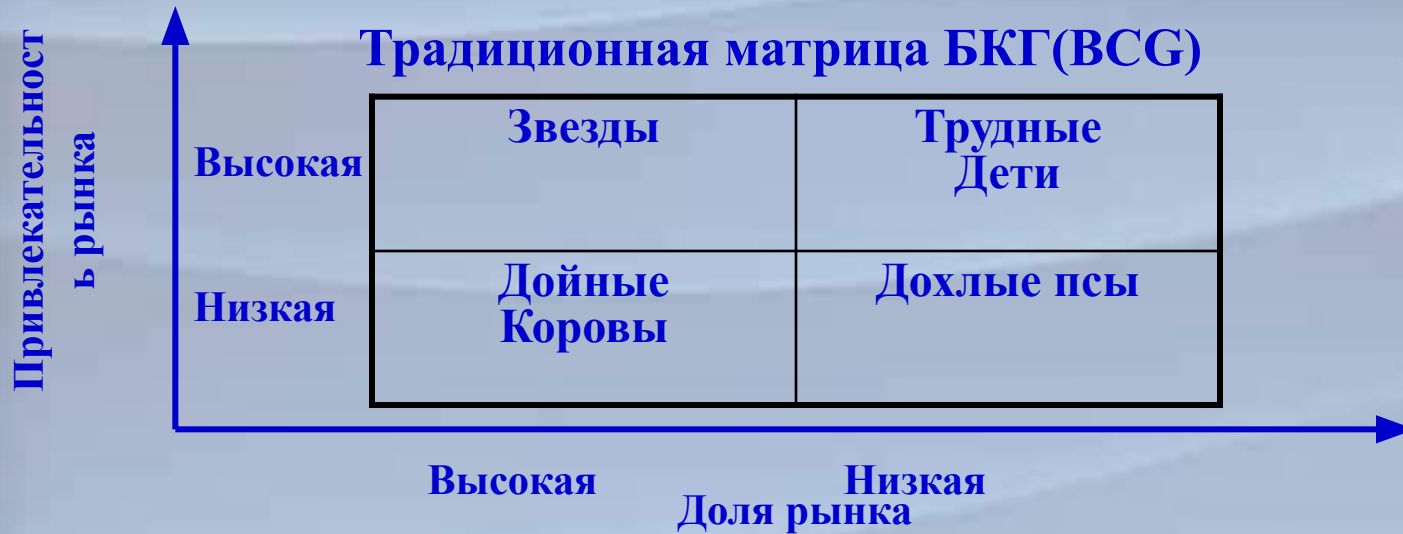 Привлекательност
ь рынка
Традиционная матрица БКГ(BCG)
Высокая
Звезды
Трудные
Дети
Низкая
Дойные
Коровы
Дохлые псы
Высокая
Низкая
Доля рынка